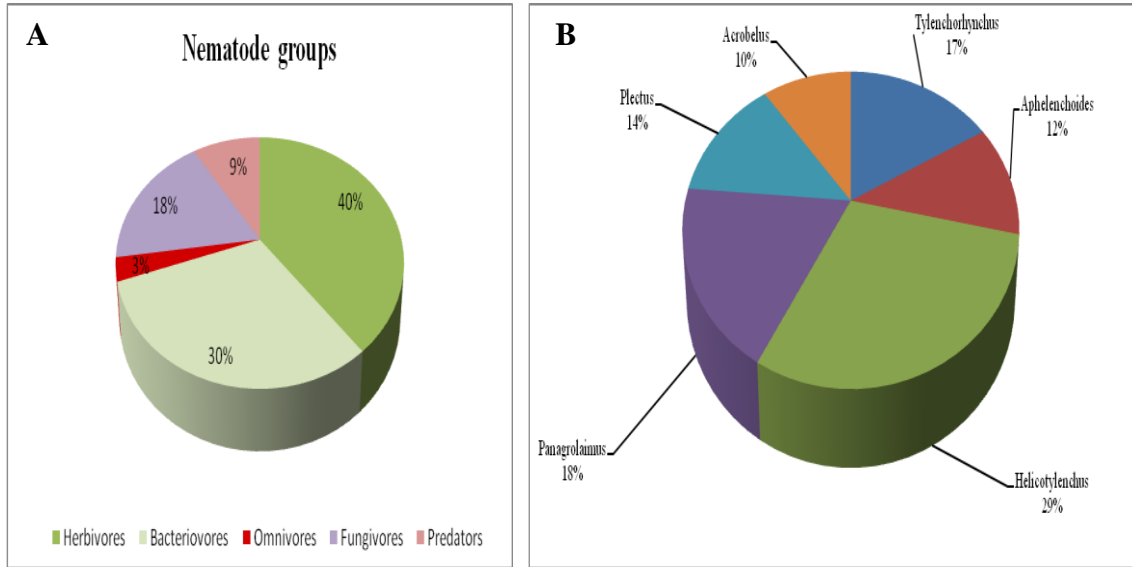 A
Nematode groups
9%
40%
18%
3%
30%
Herbivores Bacteriovores Omnivores Fungivores Predators
B
Acrobelus
10%
Tylenchorhynchus
17%
Plectus
14%
Aphelenchoides
12%
Panagrolaimus
18%
Helicotylenchus
29%